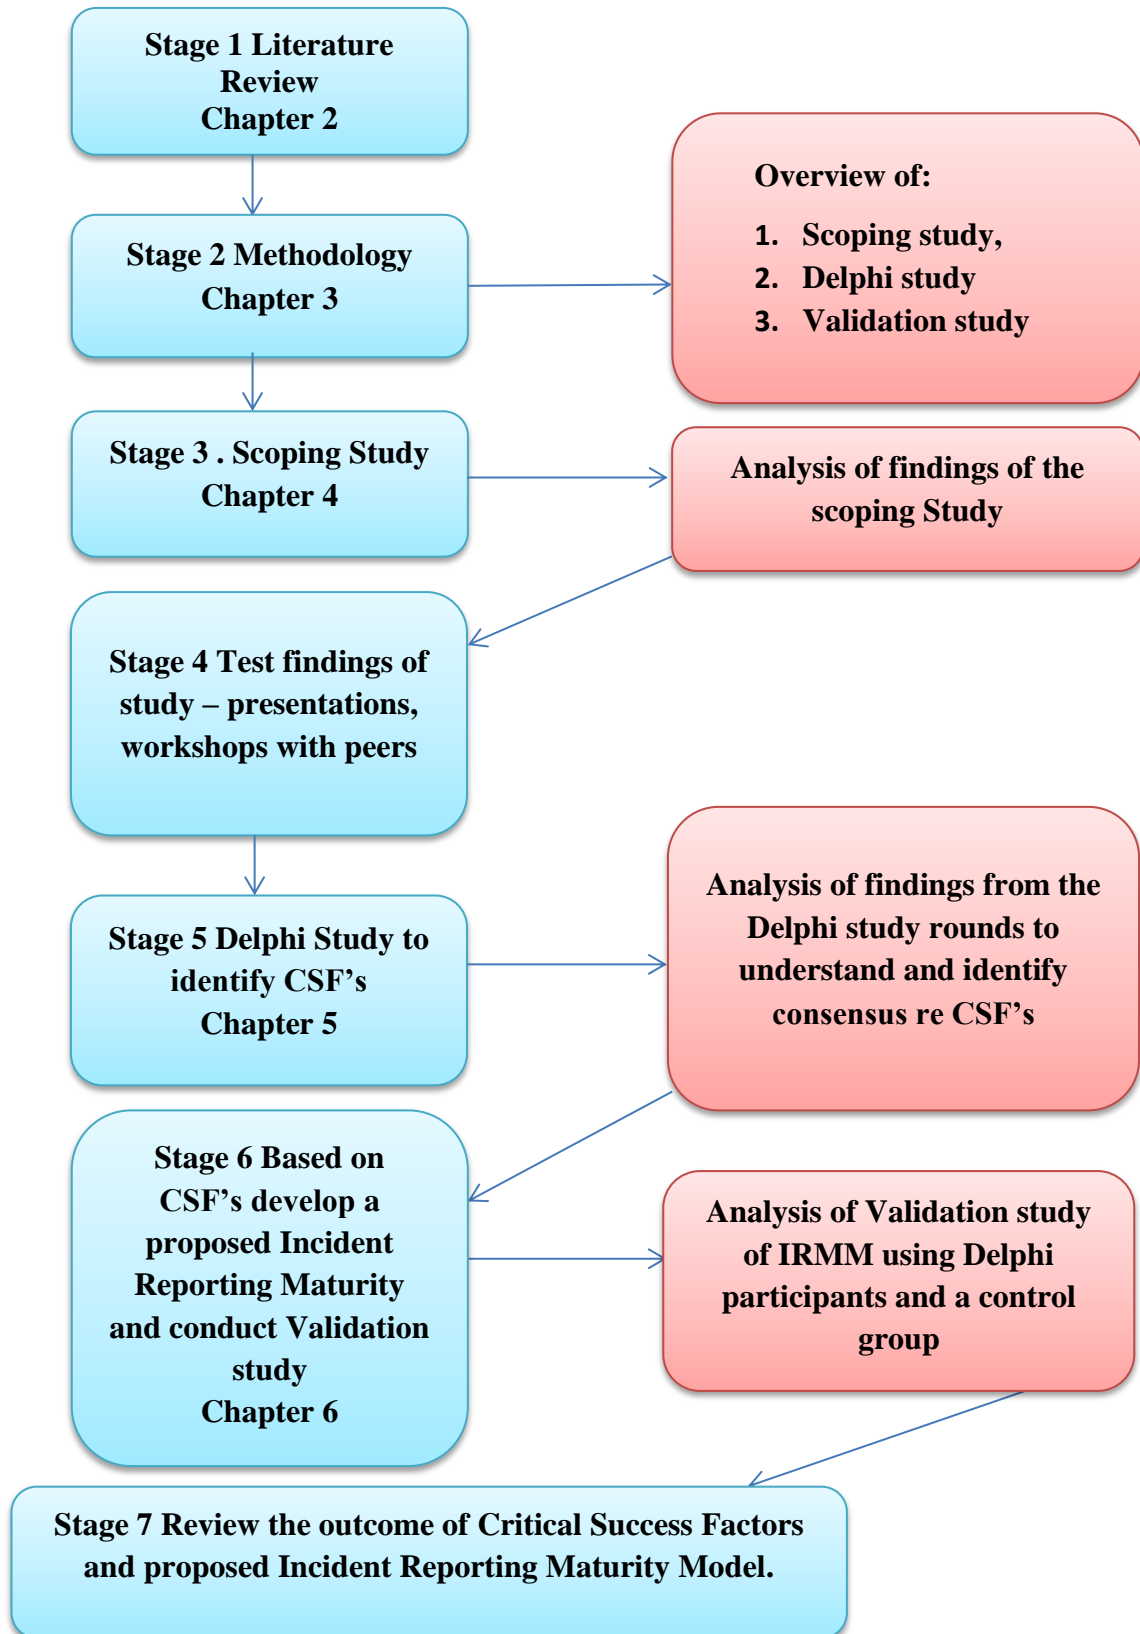 Stage 1 Literature
Review
Chapter 2
Stage 2 Methodology
Chapter 3
Overview of:
1. Scoping study,
2. Delphi study
3. Validation study
Stage 3 . Scoping Study
Chapter 4
Analysis of findings of the
scoping Study
Stage 4 Test findings of
study – presentations,
workshops with peers
Stage 5 Delphi Study to
identify CSF’s
Chapter 5
Analysis of findings from the
Delphi study rounds to
understand and identify
consensus re CSF’s
Stage 6 Based on
CSF’s develop a
proposed Incident
Reporting Maturity
and conduct Validation
study
Chapter 6
Analysis of Validation study
of IRMM using Delphi
participants and a control
group
Stage 7 Review the outcome of Critical Success Factors
and proposed Incident Reporting Maturity Model.